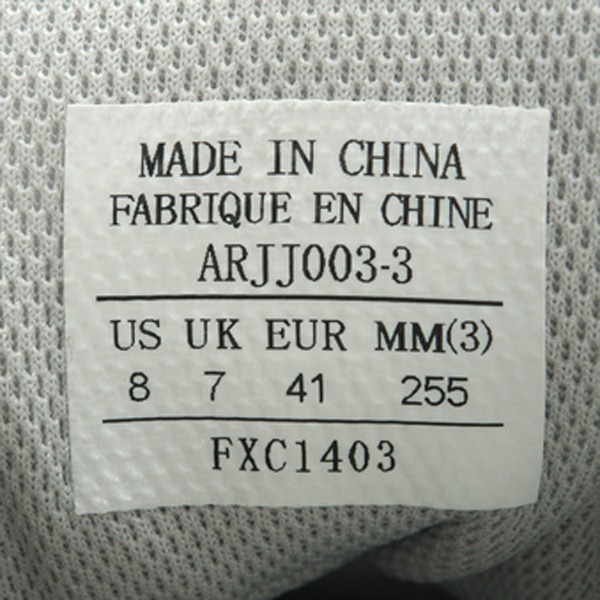 MADE IN CHINA
FABRIQUE EN CHINE
ARJJ003-3
US UK EUR MM(3)
8 7 41 255
FXC1403